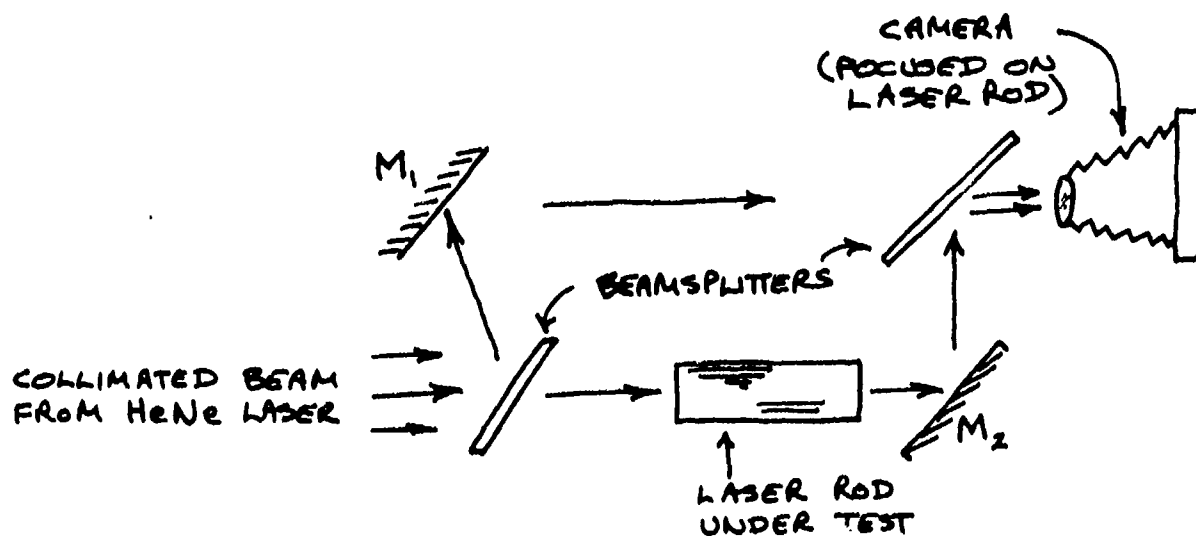 CAMERA
(FOCUSED ON
LASER ROD)
M₁
BEAMSPLITTERS
COLLIMATED BEAM
FROM HeNe LASER
M₂
LASER ROD
UNDER TEST